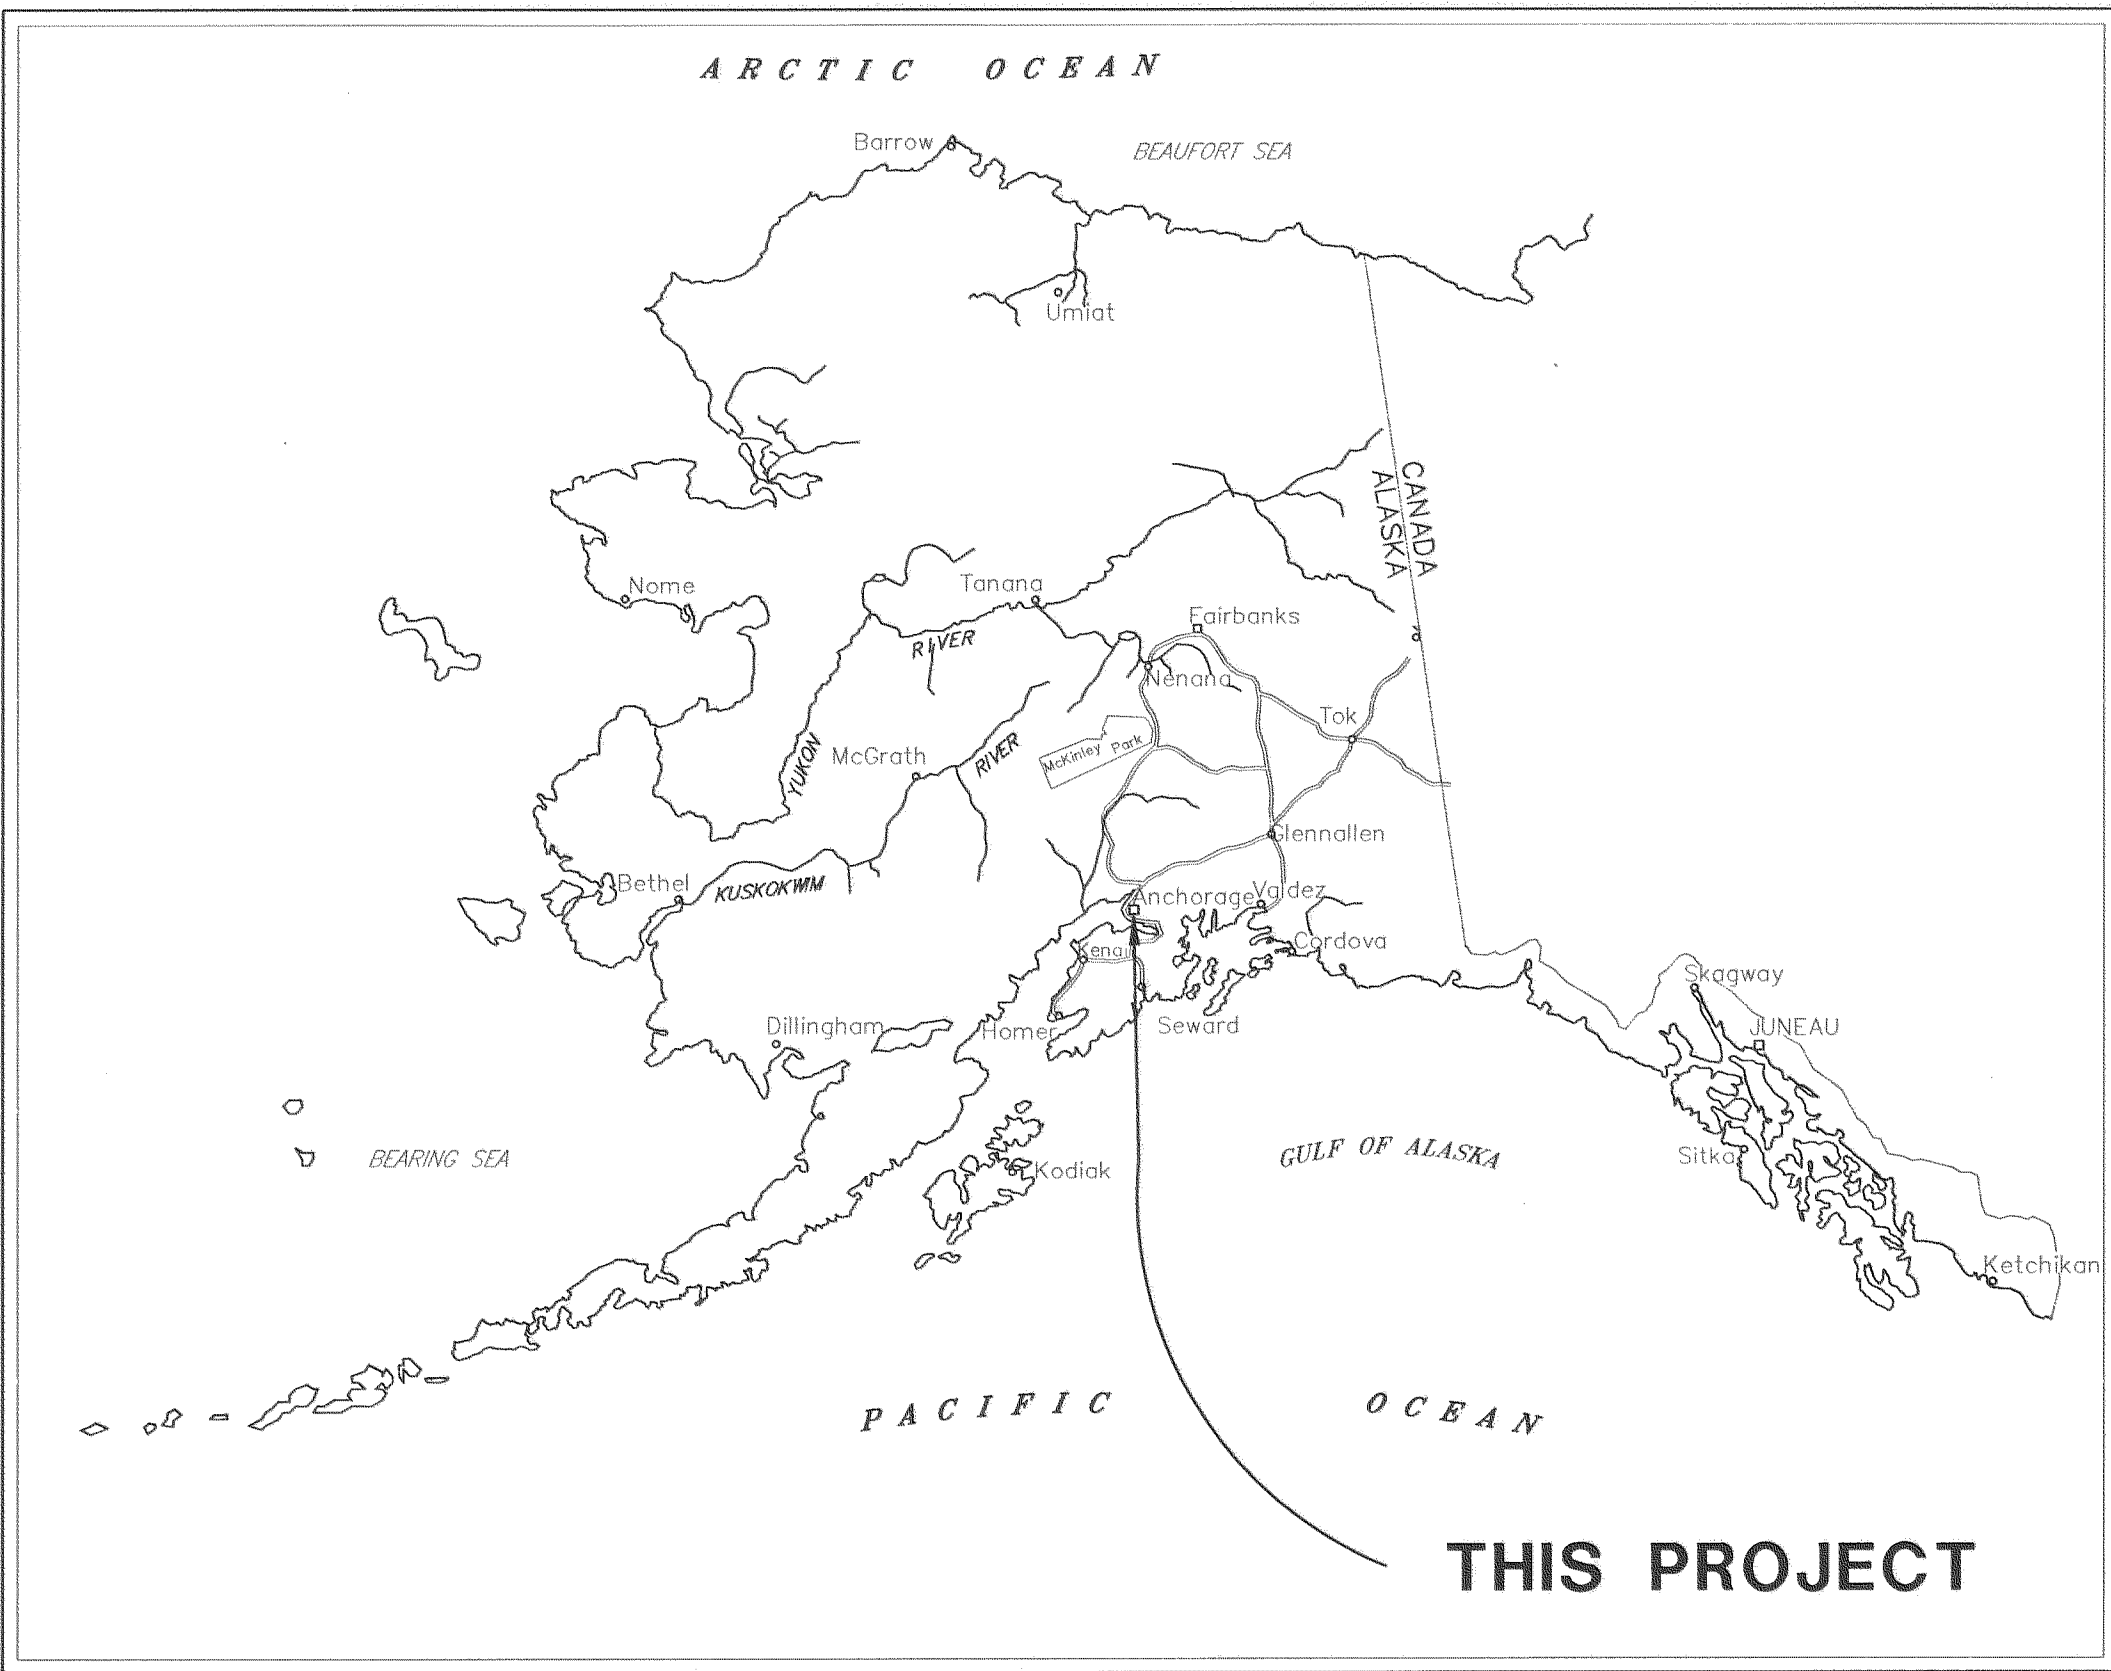 ARCTIC OCEAN
Barrow
BEAUFORT SEA
Umiat
CANADA
ALASKA
Nome
Tanana
Fairbanks
RIVER
Nenana
Tok
McKinley Park
McGrath
RIVER
YUKON
Glennallen
Bethel
KUSKOKWIM
Anchorage
Valdez
Kenai
Cordova
Skagway
Dillingham
Homer
Seward
JUNEAU
BEARING SEA
Kodiak
GULF OF ALASKA
Sitka
Ketchikan
PACIFIC OCEAN
THIS PROJECT